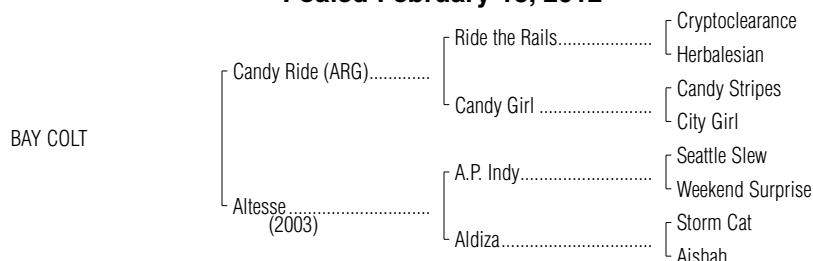 Foaled February 2012
Cryptoclearance
Ride the Rails....................
Herbalesian
Candy Ride (ARG).............
Candy Stripes
Candy Girl ........................
City Girl
BAY COLT
Seattle Slew
A.P. Indy............................
Weekend Surprise
Altesse ..............................
(2003)
Storm Cat
Aldiza................................
Aishah